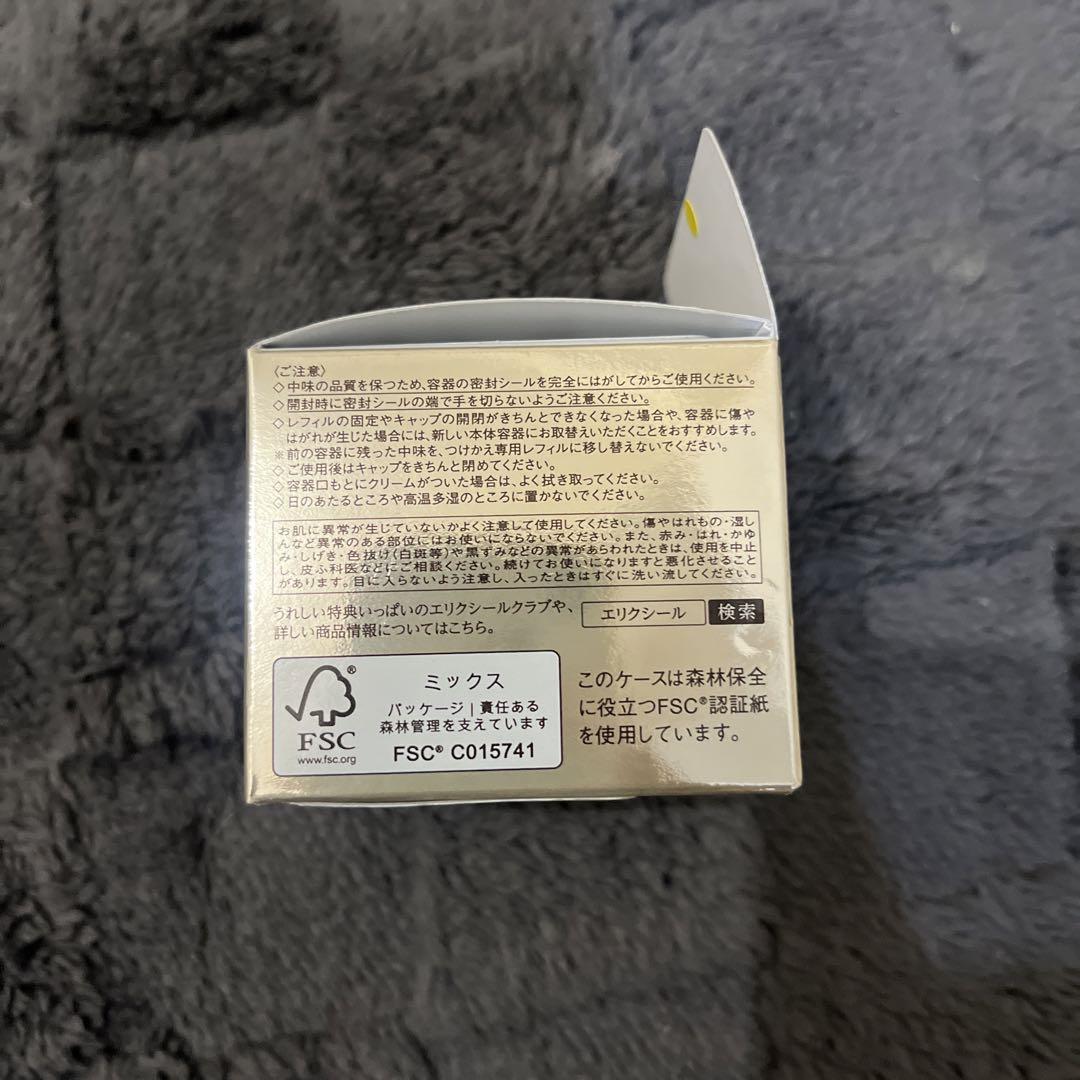 〈ご注意〉
◇中味の品質を保つため、容器の密封シールを完全にはがしてからご使用ください。
◇開封時に密封シールの端で手を切らないようご注意ください。
◇レフィルの固定やキャップの開閉がきちんとできなくなった場合や、容器に傷や
はがれが生じた場合には、新しい本体容器にお取替えいただくことをおすすめします。
※前の容器に残った中味を、つけかえ専用レフィルに移し替えないでください。
◇ご使用後はキャップをきちんと閉めてください。
◇容器口もとにクリームがついた場合は、よく拭き取ってください。
◇日のあたるところや高温多湿のところに置かないでください。
お肌に異常が生じていないかよく注意して使用してください。傷やはれもの・湿し
んなど異常のある部位にはお使いにならないでください。また、赤み・はれ・かゆ
み・しげき・色抜け(白斑等)や黒ずみなどの異常があらわれたときは、使用を中止
し、皮ふ科医などにご相談ください。続けてお使いになりますと悪化させること
があります。目に入らないよう注意し、入ったときはすぐに洗い流してください。
うれしい特典いっぱいのエリクシールクラブや、
詳しい商品情報についてはこちら。
エリクシール 検索
®
FSC
www.fsc.org
ミックス
パッケージ|責任ある
森林管理を支えています
FSC® C015741
このケースは森林保全
に役立つFSC®認証紙
を使用しています。